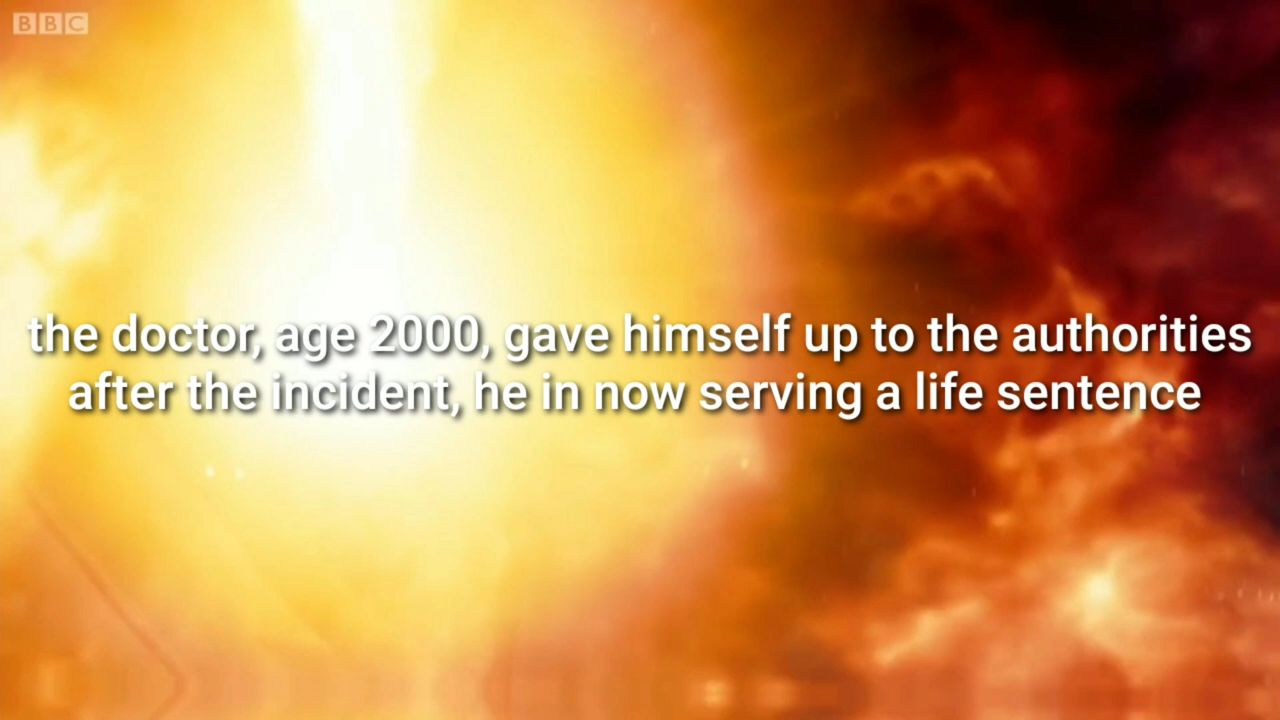 BBC
the doctor, age 2000, gave himself up to the authorities
after the incident, he in now serving a life sentence